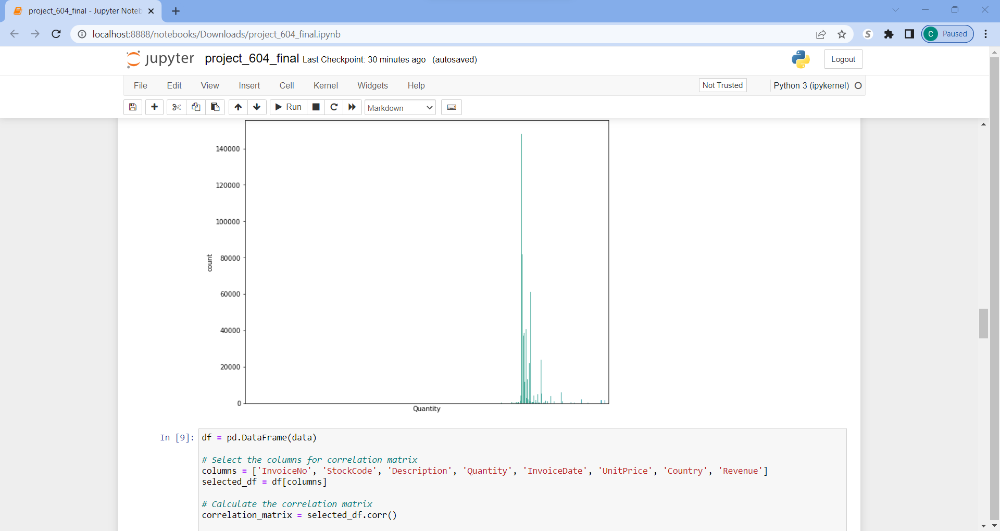 project_604_final - Jupyter Noteb
localhost:8888/notebooks/Downloads/project_604_final.ipynb
S
C Paused
jupyter project_604_final Last Checkpoint: 30 minutes ago (autosaved)
Logout
File Edit View Insert Cell Kernel Widgets Help
Not Trusted
Python 3 (ipykernel)
Run
Markdown
140000
120000
100000
80000
60000
40000
20000
0
count
Quantity
In [9]: df = pd.DataFrame(data)
# Select the columns for correlation matrix
columns = ['InvoiceNo', 'StockCode', 'Description', 'Quantity', 'InvoiceDate', 'UnitPrice', 'Country', 'Revenue']
selected_df = df[columns]
# Calculate the correlation matrix
correlation_matrix = selected_df.corr()